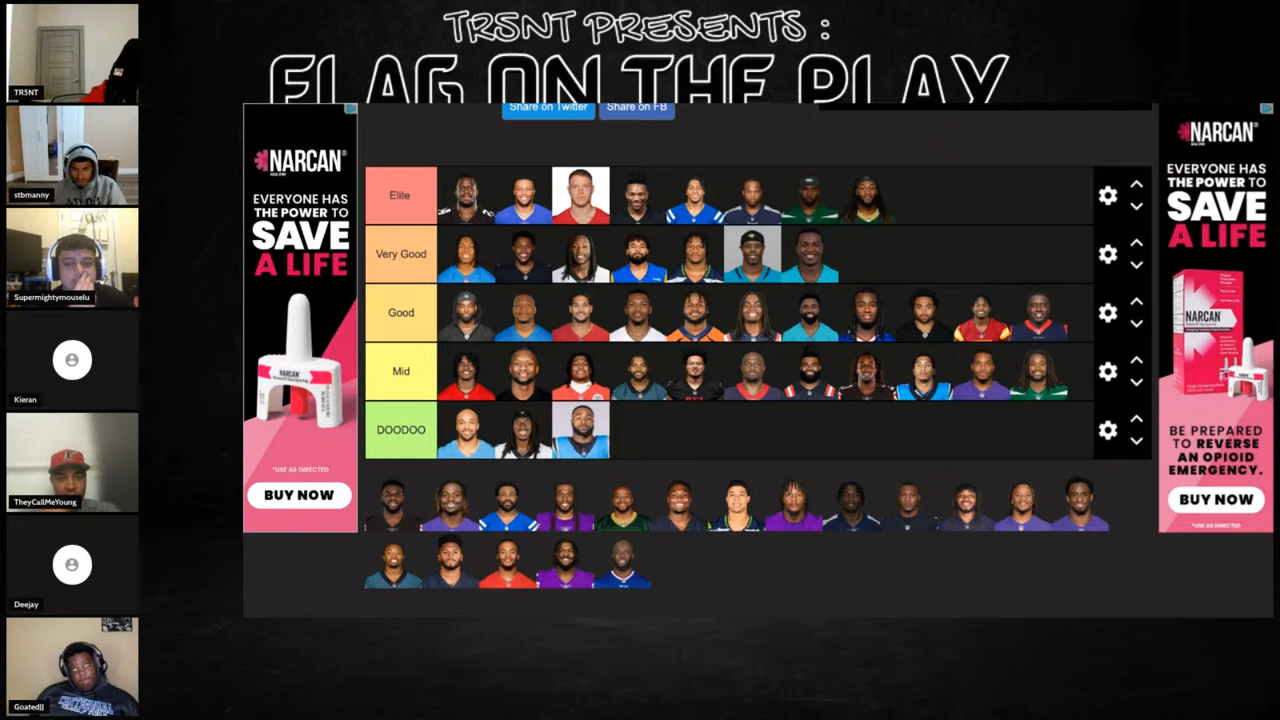 TR5NT PRESENTS :
FLAG ON THE PLAY
Share on Twitter
Share on FB
TR5NT
stbmanny
Supermightymouselu
Kieran
TheyCallMeYoung
Deejay
GoatedJJ
NARCAN®
EVERYONE HAS
THE POWER TO
SAVE
A LIFE
NARCAN
*USE AS DIRECTED
BUY NOW
Elite
Very Good
Good
Mid
DOODOO
NARCAN®
EVERYONE HAS
THE POWER TO
SAVE
A LIFE
NARCAN
BE PREPARED
TO REVERSE
AN OPIOID
EMERGENCY.
BUY NOW
*USE AS DIRECTED